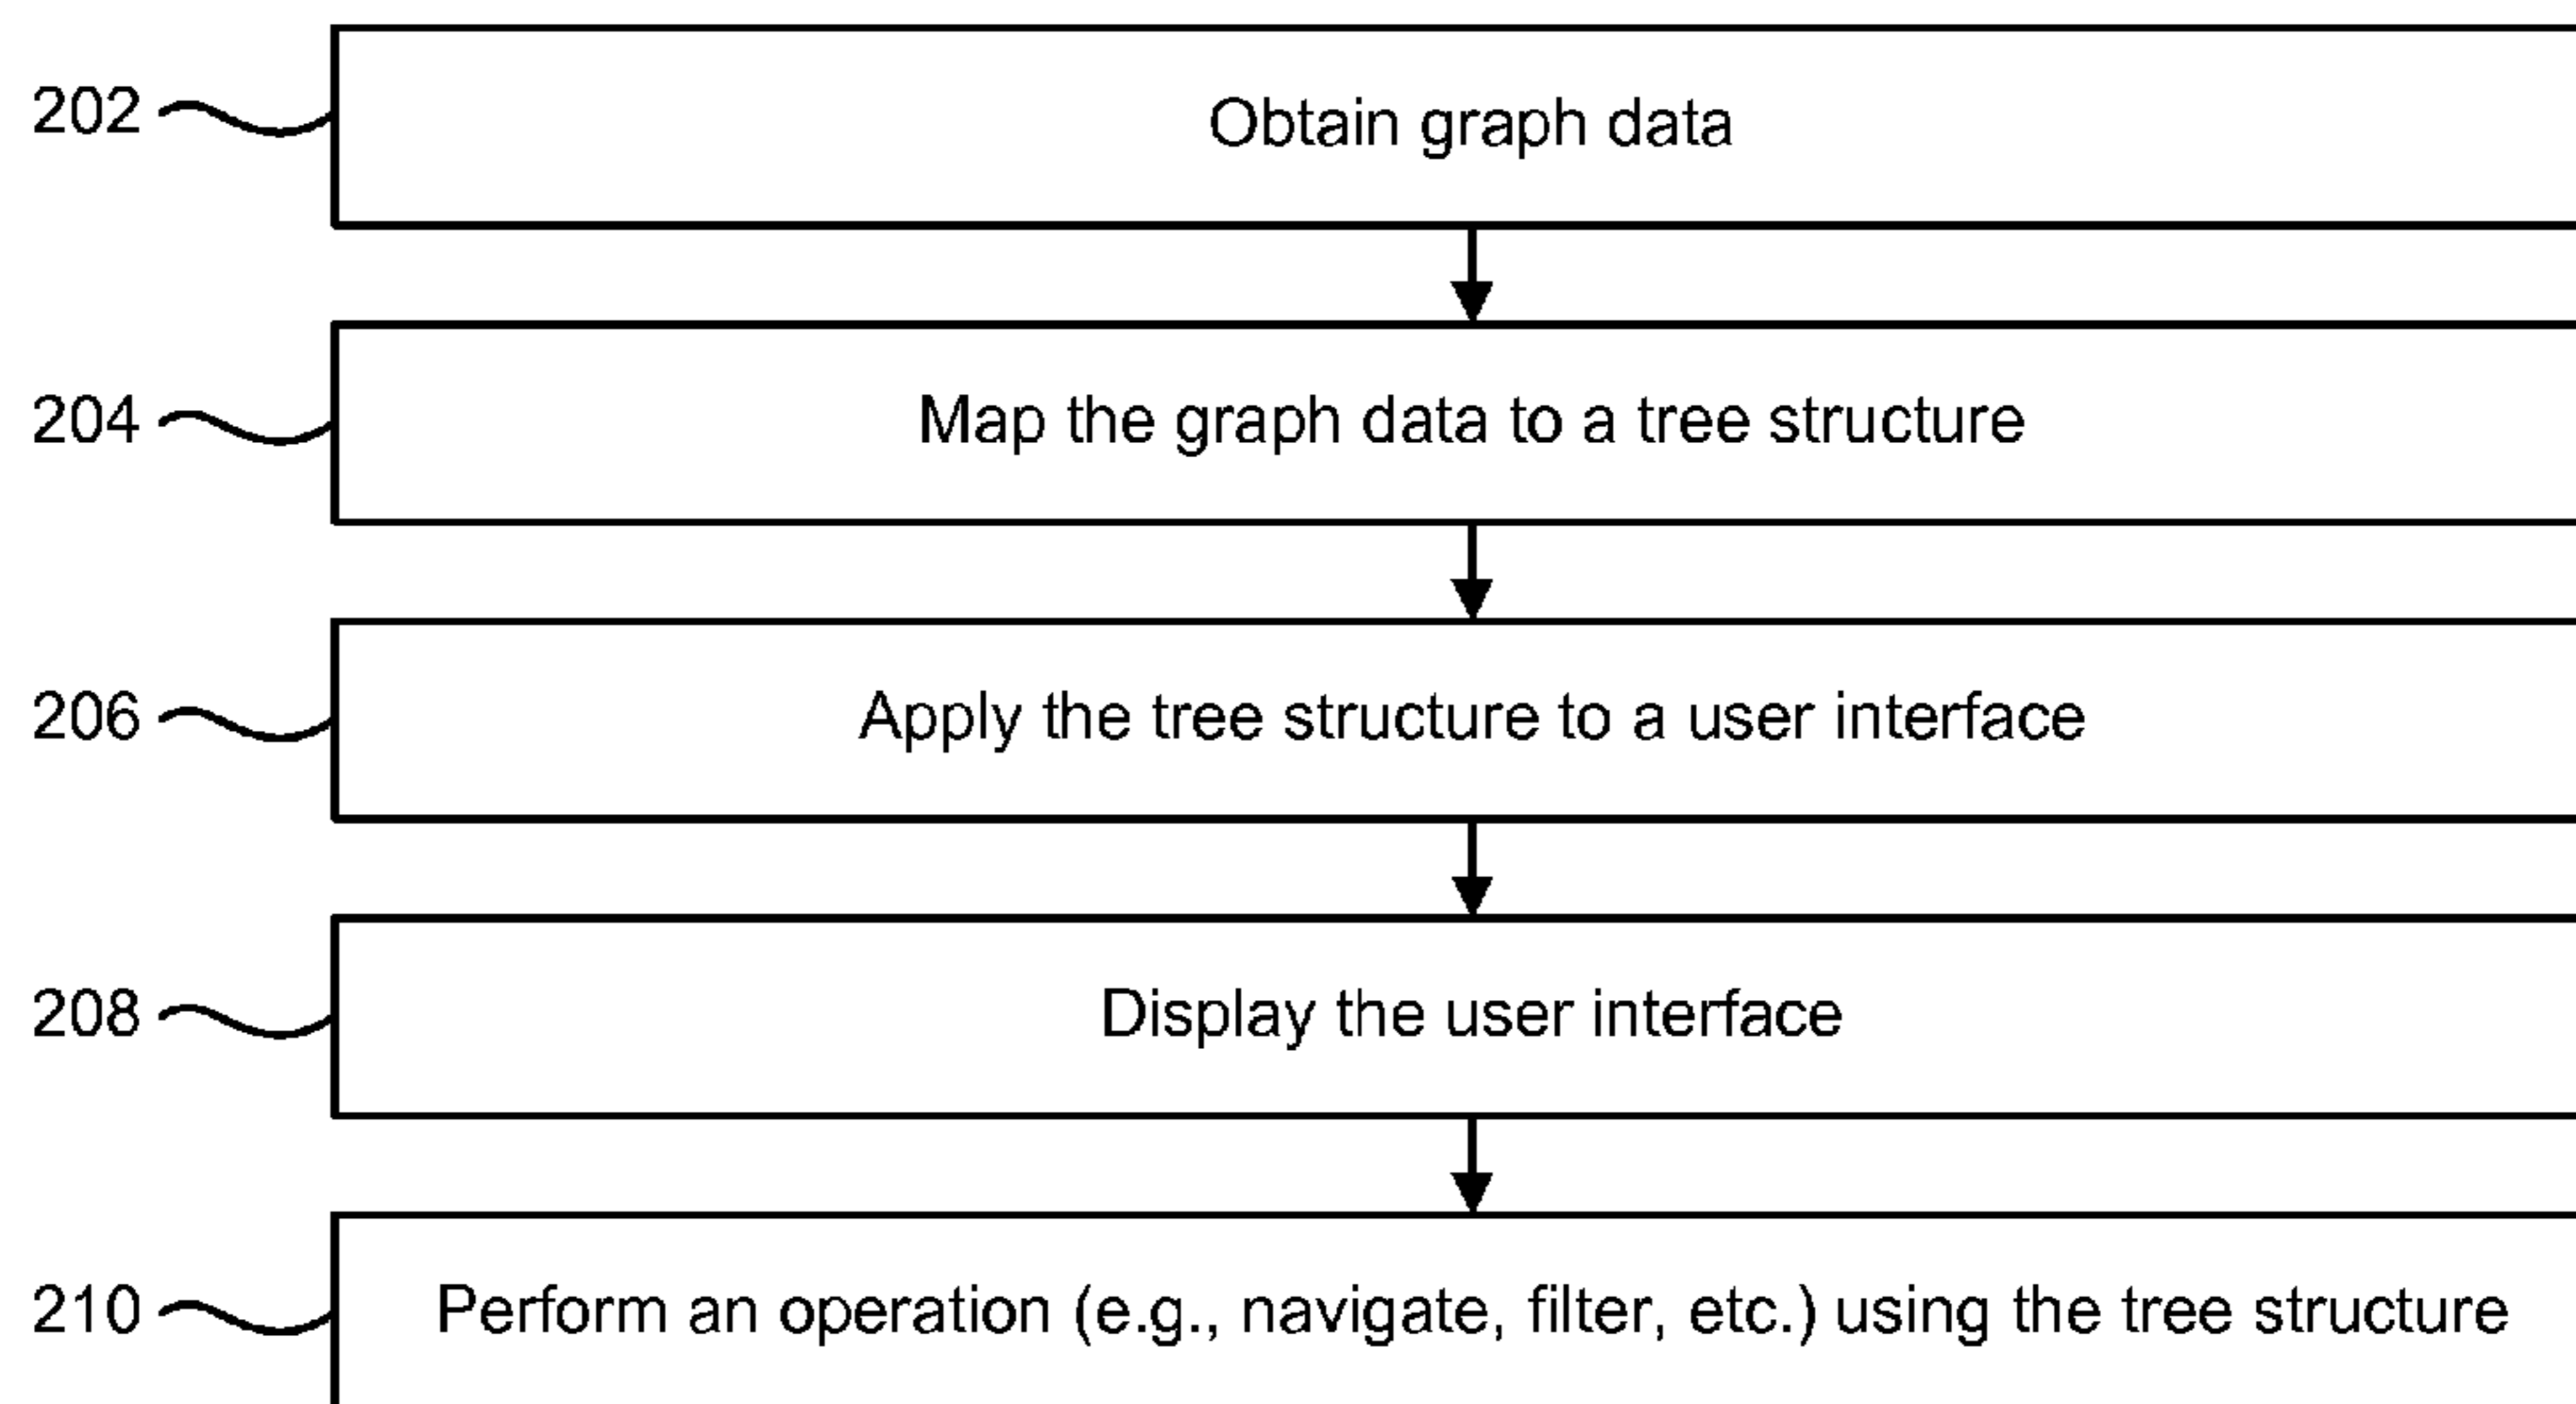 202 Obtain graph data
204 Map the graph data to a tree structure
206 Apply the tree structure to a user interface
208 Display the user interface
210 Perform an operation (e.g., navigate, filter, etc.) using the tree structure